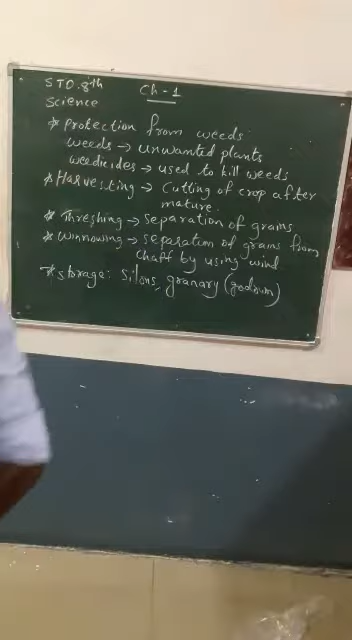 STD. 8th Ch-1
Science
* Protection from weeds
weeds → unwanted plants
weedicides → used to kill weeds
* Harvesting → Cutting of crop after
mature.
* Threshing → separation of grains
* winnowing → separation of grains from
chaff by using wind
* storage: silons, granary (godown)